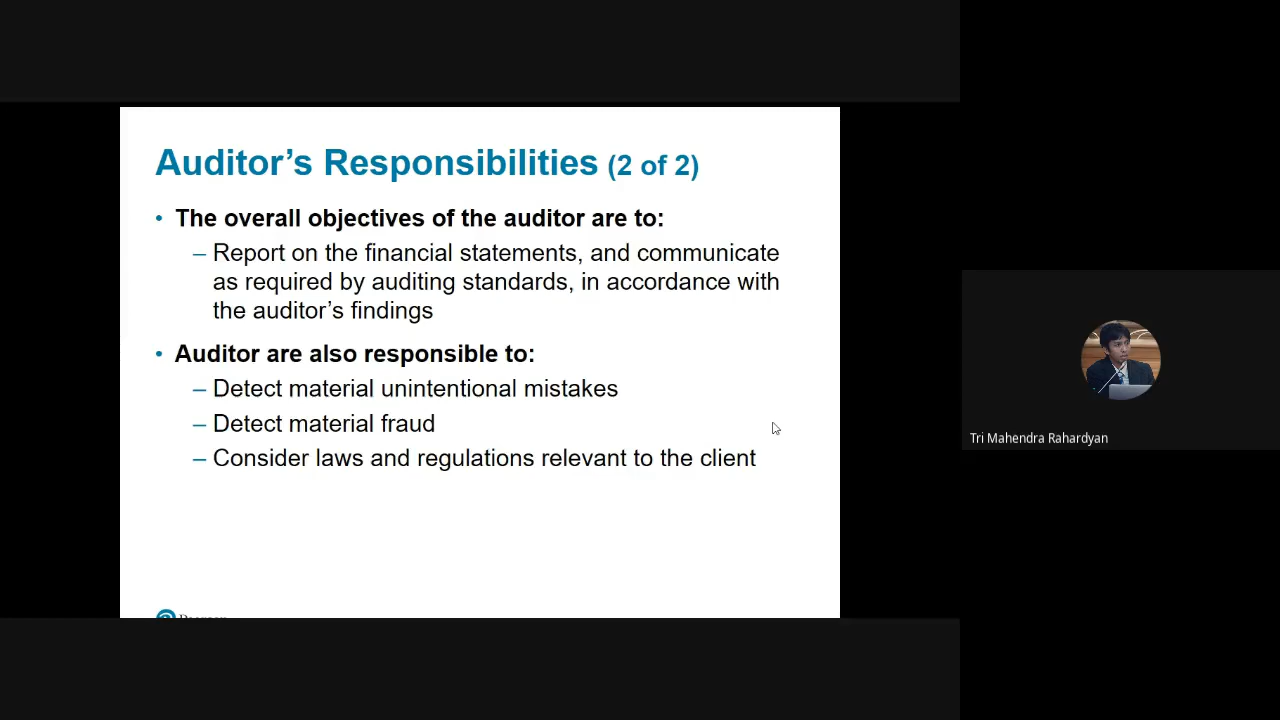 Auditor’s Responsibilities (2 of 2)
• The overall objectives of the auditor are to:
– Report on the financial statements, and communicate
as required by auditing standards, in accordance with
the auditor’s findings
• Auditor are also responsible to:
– Detect material unintentional mistakes
– Detect material fraud
– Consider laws and regulations relevant to the client
Tri Mahendra Rahardyan